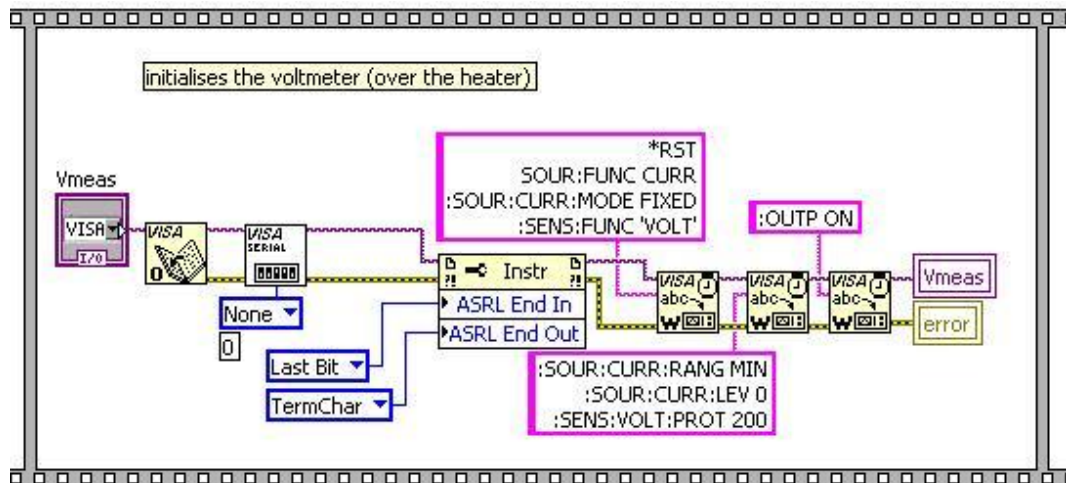 initialises the voltmeter (over the heater)
Vmeas
VISA
I/O
VISA
O
VISA
SERIAL
None
0
*RST
SOUR:FUNC CURR
:SOUR:CURR:MODE FIXED
:SENS:FUNC 'VOLT'
Instr
ASRL End In
ASRL End Out
Last Bit
TermChar
:OUTP ON
VISA
abc
W
VISA
abc
W
VISA
abc
W
:SOUR:CURR:RANG MIN
:SOUR:CURR:LEV 0
:SENS:VOLT:PROT 200
Vmeas
error